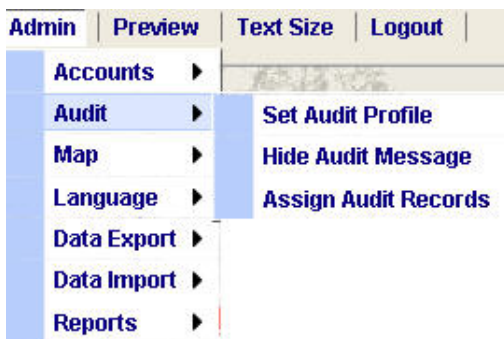 Admin | Preview | Text Size | Logout |
Accounts
Audit
Set Audit Profile
Map
Hide Audit Message
Language
Assign Audit Records
Data Export
Data Import
Reports